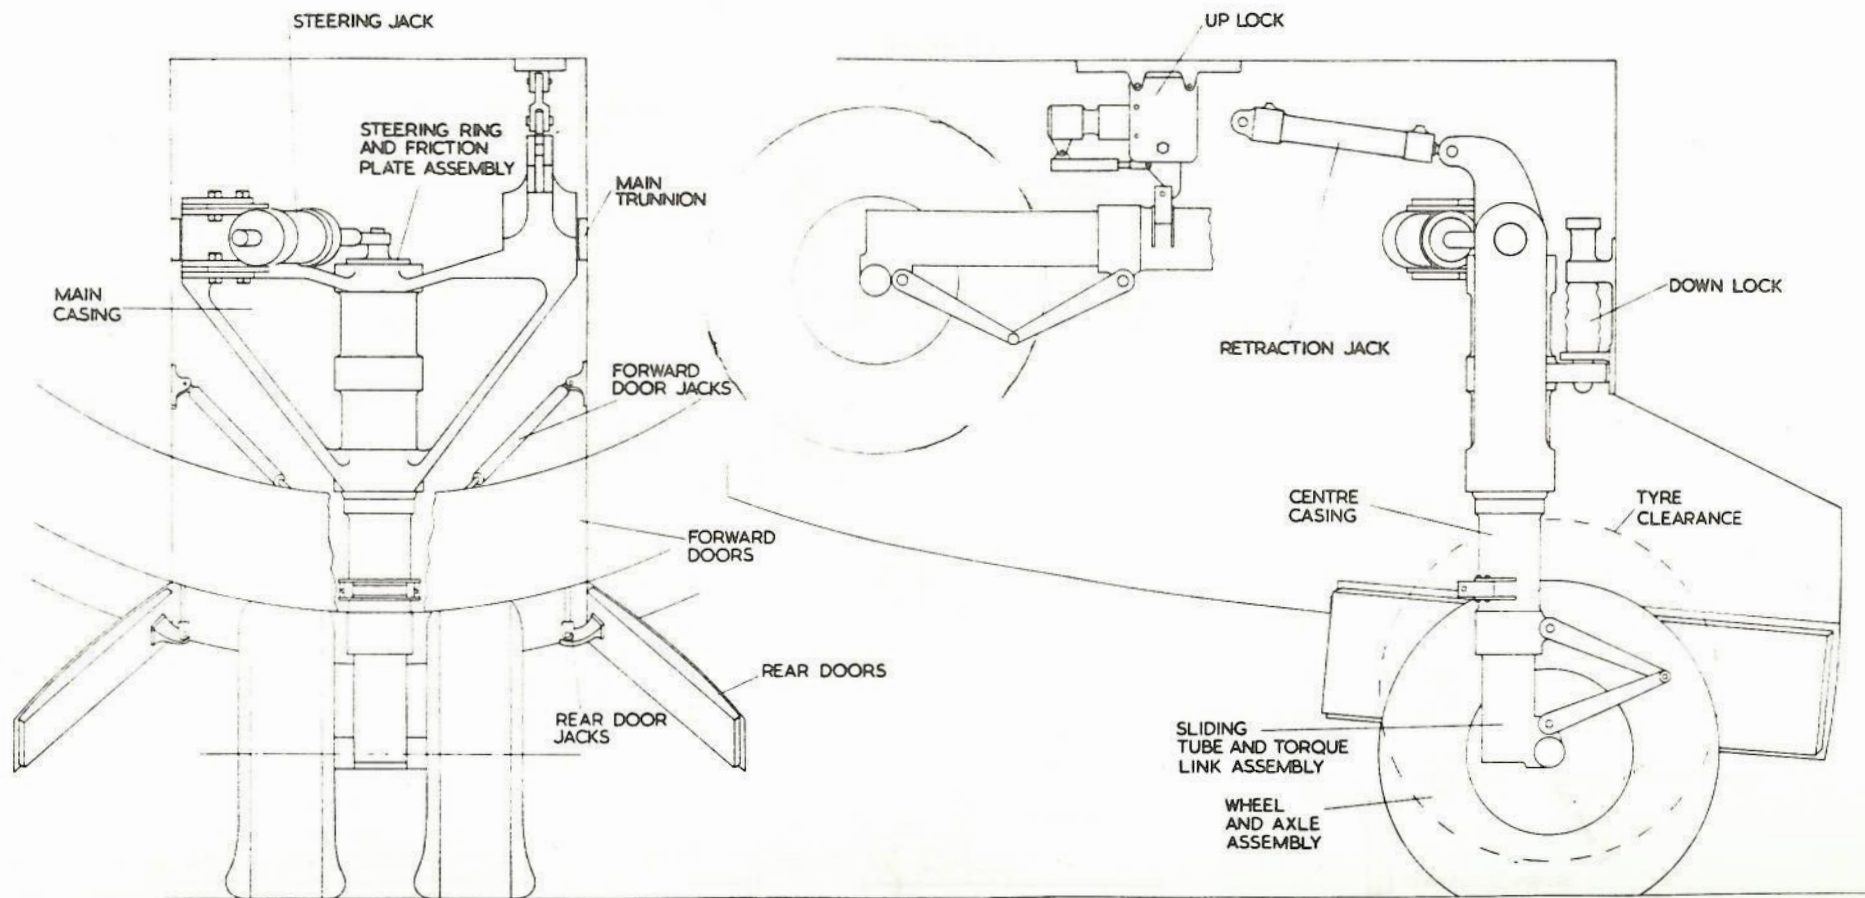 STEERING JACK
STEERING RING
AND FRICTION
PLATE ASSEMBLY
MAIN
TRUNNION
MAIN
CASING
FORWARD
DOOR JACKS
FORWARD
DOORS
REAR DOORS
REAR DOOR
JACKS
UP LOCK
RETRACTION JACK
DOWN LOCK
CENTRE
CASING
TYRE
CLEARANCE
SLIDING
TUBE AND TORQUE
LINK ASSEMBLY
WHEEL
AND AXLE
ASSEMBLY